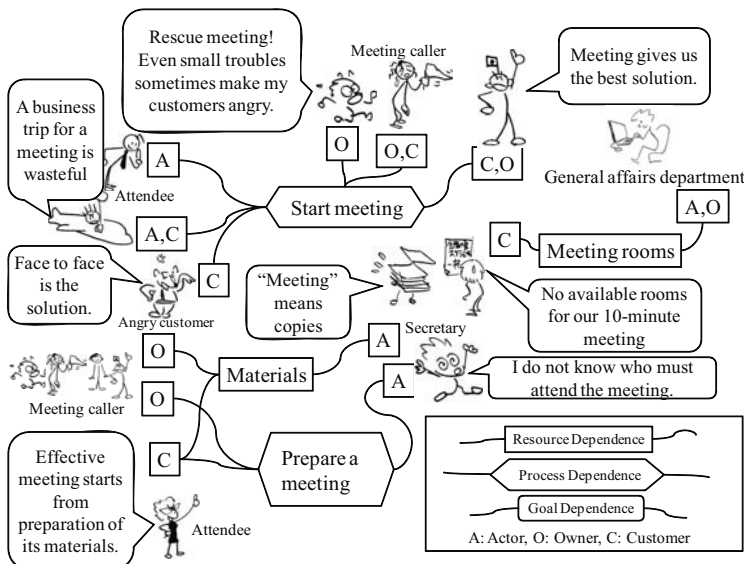 Rescue meeting!
Even small troubles
sometimes make my
customers angry.
Meeting caller
Meeting gives us
the best solution.
A business
trip for a
meeting is
wasteful
A
Attendee
O
O,C
C,O
General affairs department
Start meeting
A,C
A,O
C
Meeting rooms
Face to face
is the
solution.
C
Angry customer
“Meeting”
means
copies
No available rooms
for our 10-minute
meeting
Secretary
O
Materials
A
I do not know who must
attend the meeting.
A
Meeting caller
O
C
Prepare a
meeting
Effective
meeting starts
from
preparation of
its materials.
Attendee
Resource Dependence
Process Dependence
Goal Dependence
A: Actor, O: Owner, C: Customer